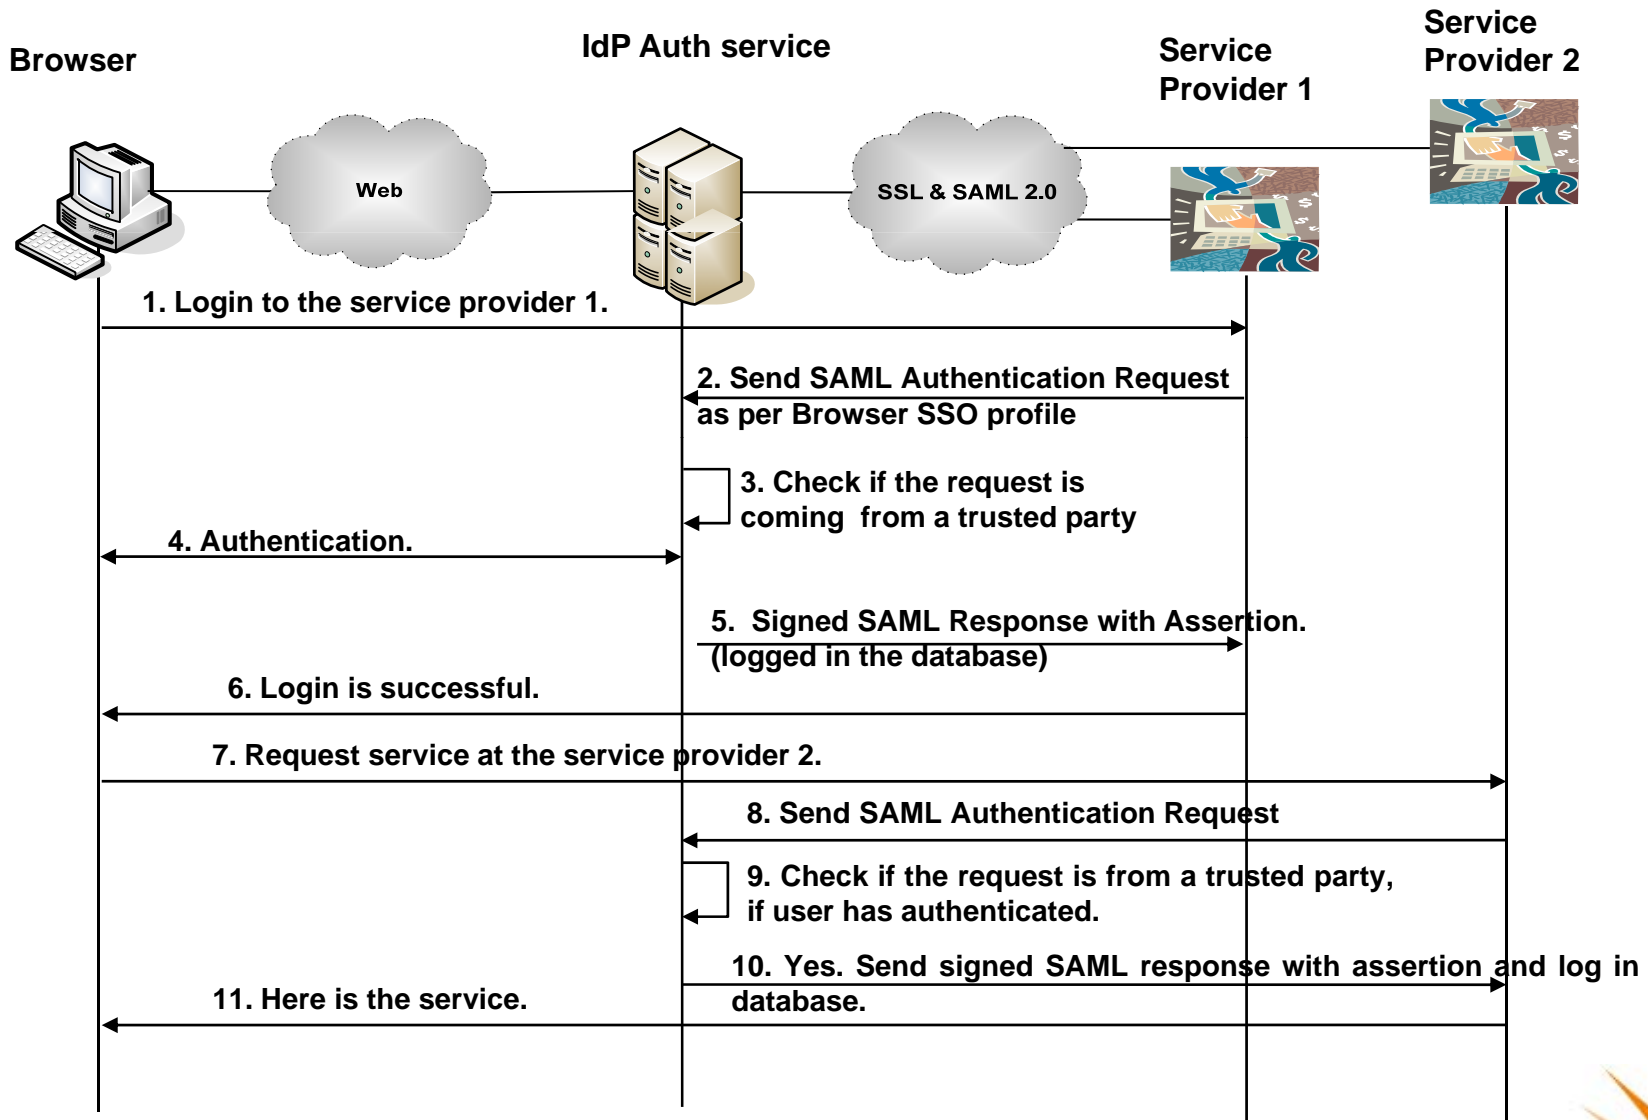 Browser
IdP Auth service
Service
Provider 1
Service
Provider 2
Web
SSL & SAML 2.0
1. Login to the service provider 1.
2. Send SAML Authentication Request
as per Browser SSO profile
3. Check if the request is
coming from a trusted party
4. Authentication.
5. Signed SAML Response with Assertion.
(logged in the database)
6. Login is successful.
7. Request service at the service provider 2.
8. Send SAML Authentication Request
9. Check if the request is from a trusted party,
if user has authenticated.
10. Yes. Send signed SAML response with assertion and log in
database.
11. Here is the service.